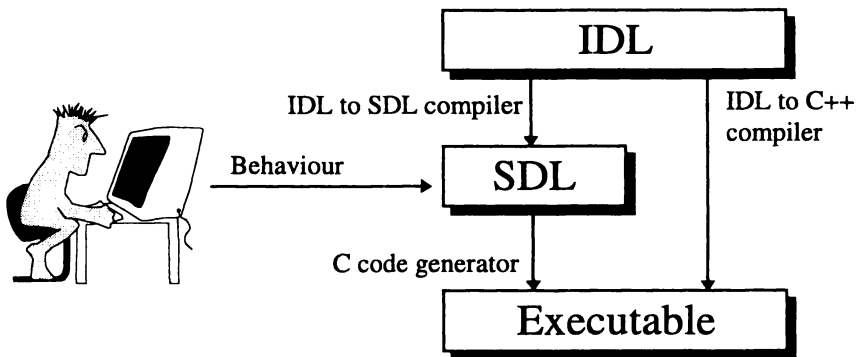 IDL
IDL to SDL compiler
IDL to C++
compiler
Behaviour
SDL
C code generator
Executable